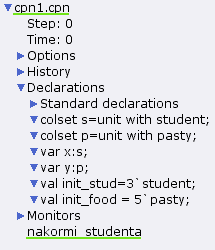 cpn1.cpn
Step: 0
Time: 0
Options
History
Declarations
Standard declarations
colset s=unit with student;
colset p=unit with pasty;
var x:s;
var y:p;
val init_stud=3`student;
val init_food = 5`pasty;
Monitors
nakormi_studenta